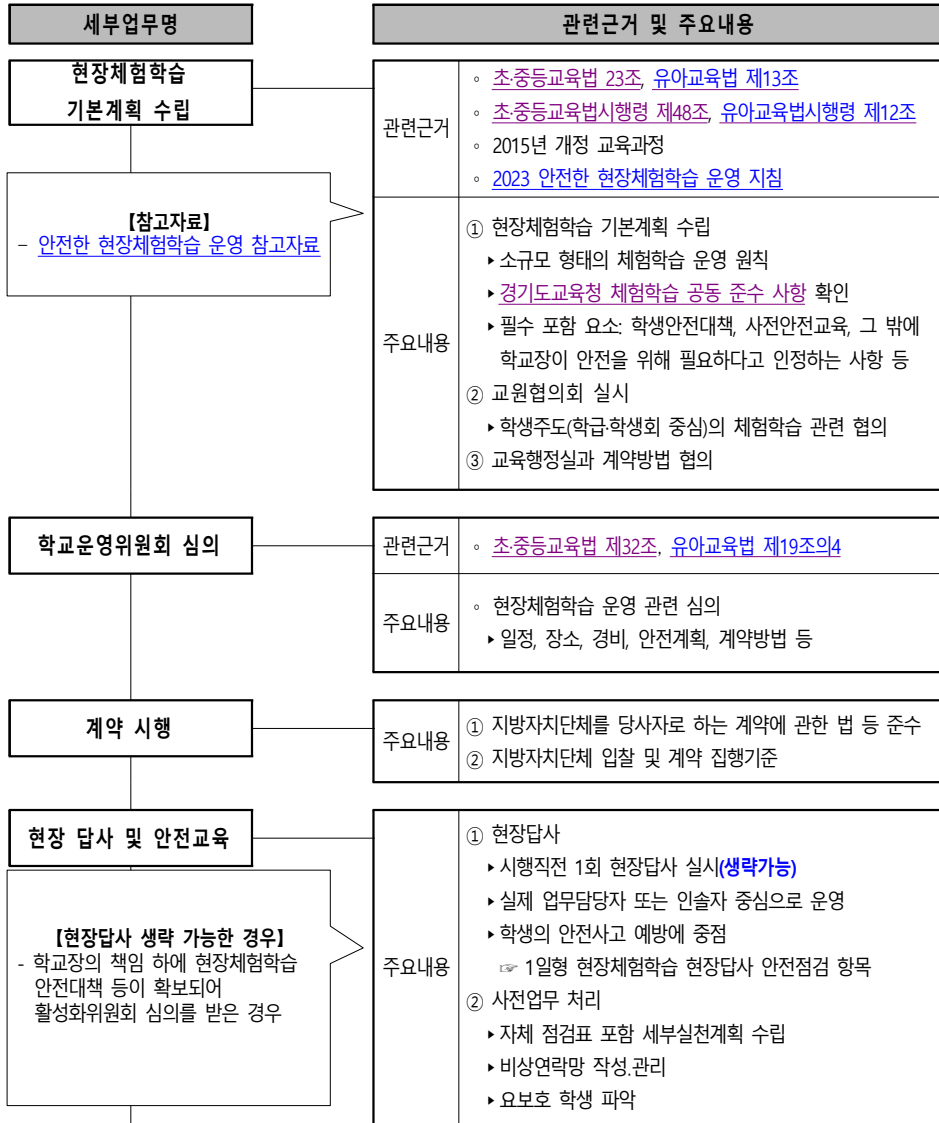 세부업무명
관련근거 및 주요내용
현장체험학습
기본계획 수립
관련근거
◦ 초·중등교육법 23조, 유아교육법 제13조
◦ 초·중등교육법시행령 제48조, 유아교육법시행령 제12조
◦ 2015년 개정 교육과정
◦ 2023 안전한 현장체험학습 운영 지침
【참고자료】
- 안전한 현장체험학습 운영 참고자료
주요내용
① 현장체험학습 기본계획 수립
▸소규모 형태의 체험학습 운영 원칙
▸경기도교육청 체험학습 공동 준수 사항 확인
▸필수 포함 요소: 학생안전대책, 사전안전교육, 그 밖에
학교장이 안전을 위해 필요하다고 인정하는 사항 등
② 교원협의회 실시
▸학생주도(학급·학생회 중심)의 체험학습 관련 협의
③ 교육행정실과 계약방법 협의
학교운영위원회 심의
관련근거
◦ 초·중등교육법 제32조, 유아교육법 제19조의4
주요내용
◦ 현장체험학습 운영 관련 심의
▸일정, 장소, 경비, 안전계획, 계약방법 등
계약 시행
주요내용
① 지방자치단체를 당사자로 하는 계약에 관한 법 등 준수
② 지방자치단체 입찰 및 계약 집행기준
현장 답사 및 안전교육
【현장답사 생략 가능한 경우】
- 학교장의 책임 하에 현장체험학습
안전대책 등이 확보되어
활성화위원회 심의를 받은 경우
주요내용
① 현장답사
▸시행직전 1회 현장답사 실시(생략가능)
▸실제 업무담당자 또는 인솔자 중심으로 운영
▸학생의 안전사고 예방에 중점
☞ 1일형 현장체험학습 현장답사 안전점검 항목
② 사전업무 처리
▸자체 점검표 포함 세부실천계획 수립
▸비상연락망 작성.관리
▸요보호 학생 파악